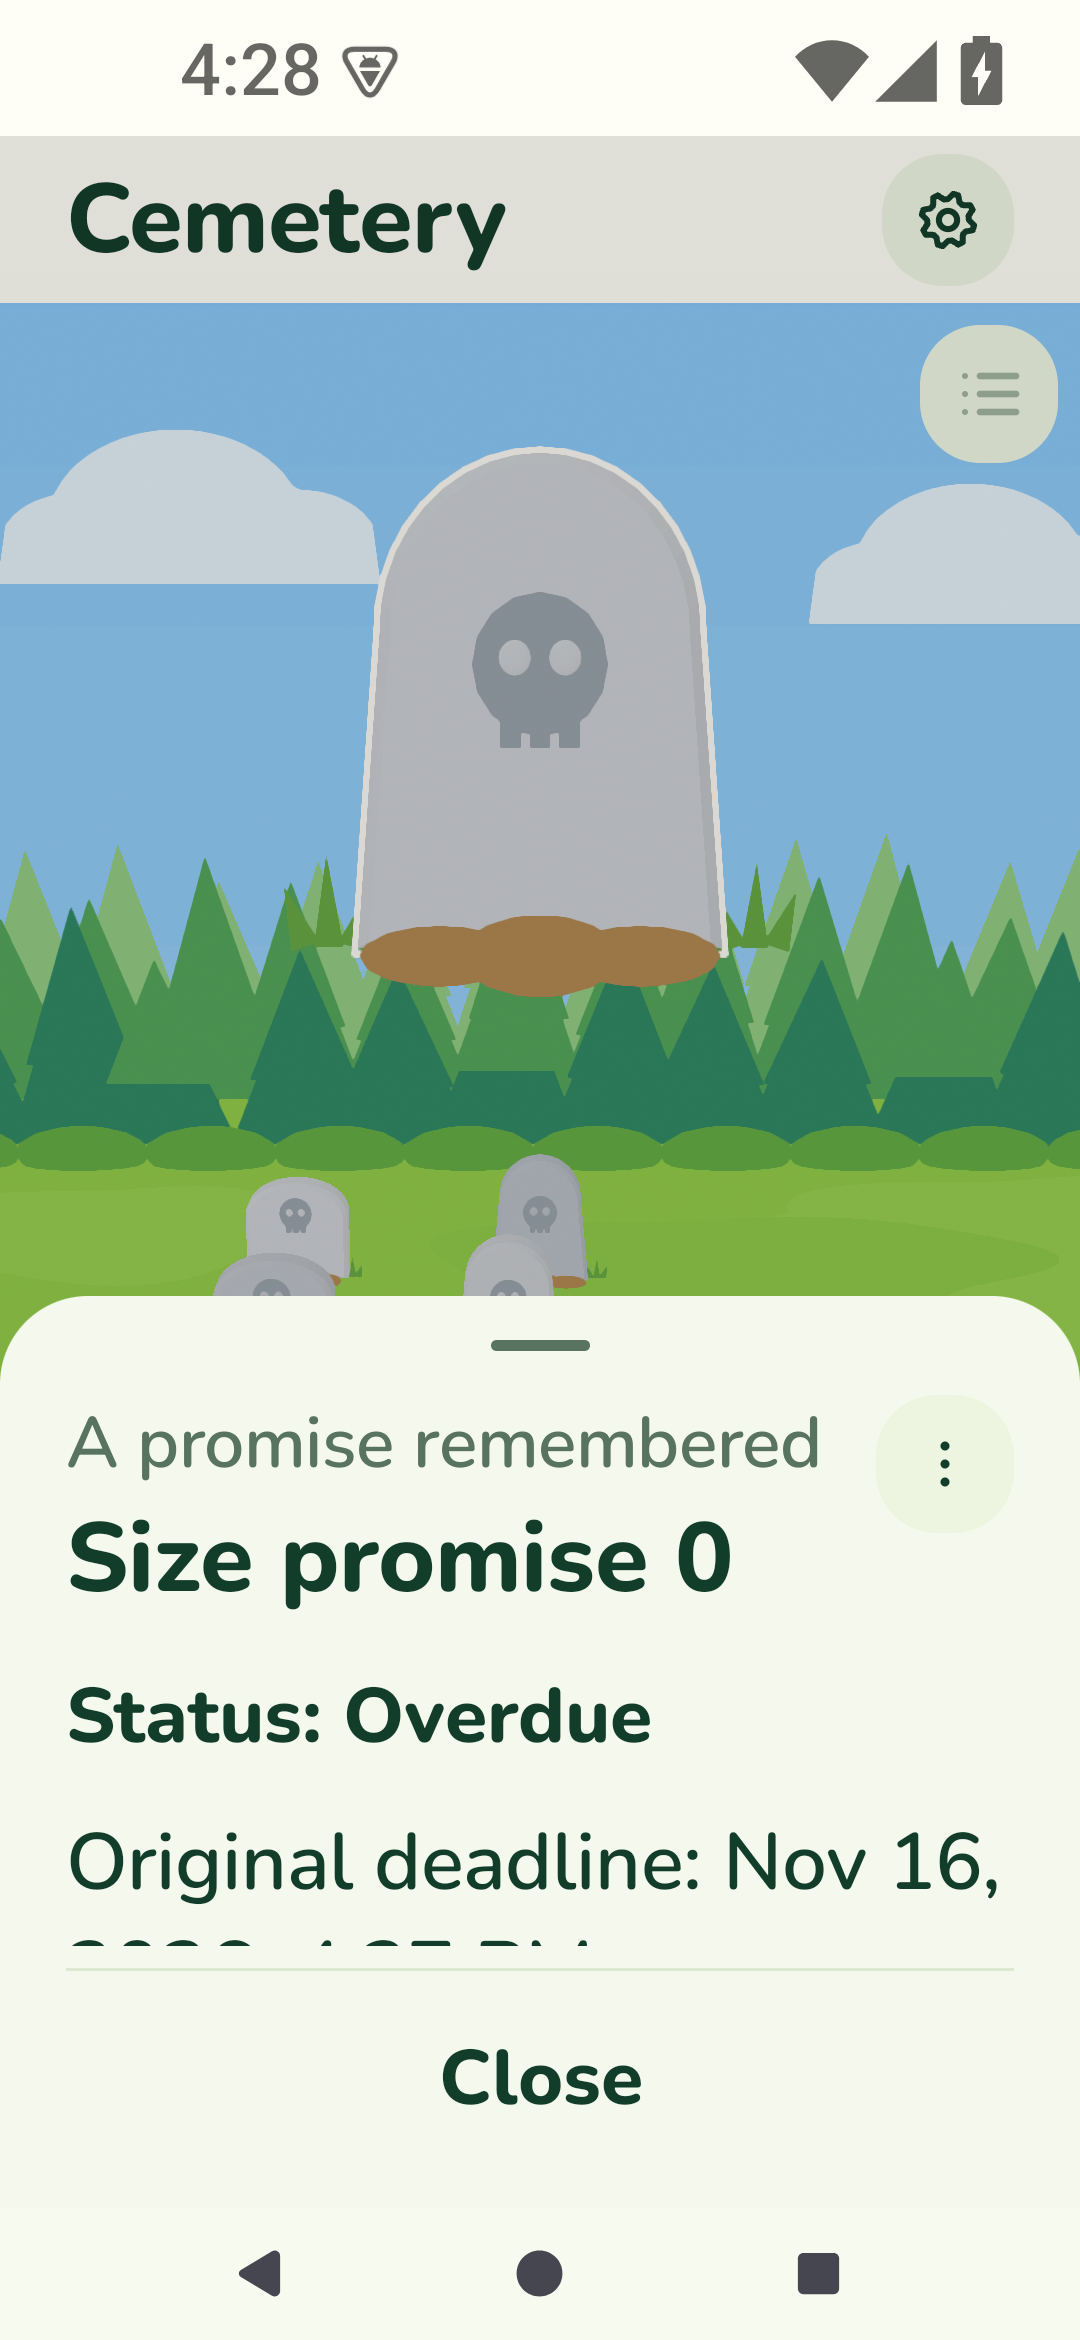 4:28
Cemetery
A promise remembered
Size promise 0
Status: Overdue
Original deadline: Nov 16,
Close